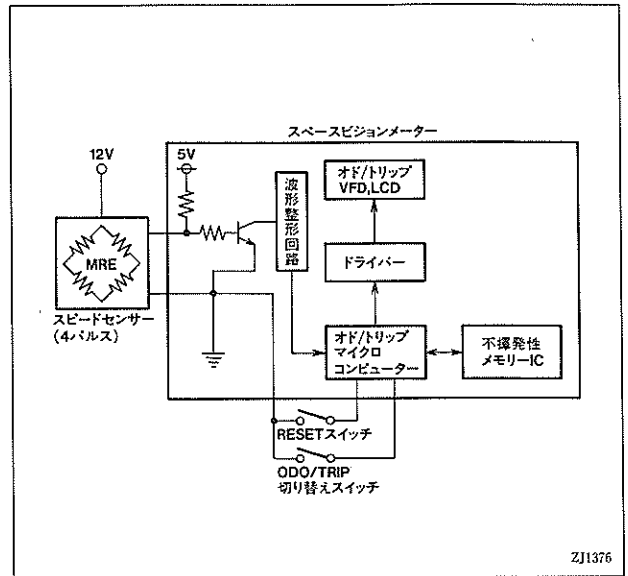 スペースビジョンメーター
12V
5V
オド/トリップ
VFD,LCD
波形整形回路
MRE
ドライバー
スピードセンサー
(4パルス)
オド/トリップ
マイクロ
コンピューター
不揮発性
メモリーIC
RESETスイッチ
ODO/TRIP
切り替えスイッチ
ZJ1376